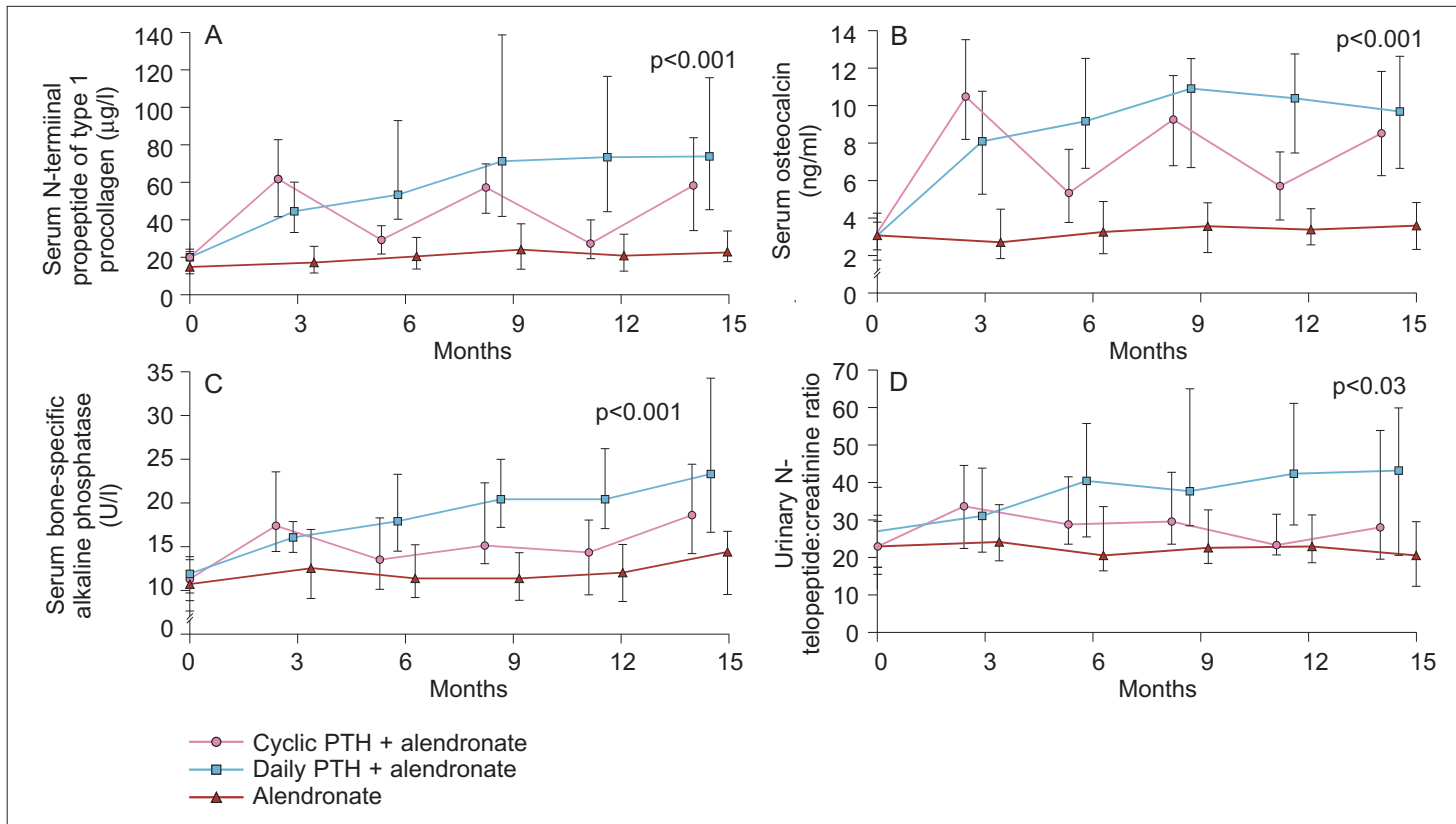 A
p<0.001
Serum N-termiinal
propeptide of type 1
procollagen (µg/l)
140
120
100
80
60
40
20
0
0 3 6 9 12 15
Months
B
p<0.001
Serum osteocalcin
(ng/ml)
14
12
10
8
6
4
2
0
0 3 6 9 12 15
Months
C
p<0.001
Serum bone-specific
alkaline phosphatase
(U/l)
35
30
25
20
15
10
0
0 3 6 9 12 15
Months
D
p<0.03
Urinary N-
telopeptide:creatinine ratio
70
60
50
40
30
20
10
0
0 3 6 9 12 15
Months
Cyclic PTH + alendronate
Daily PTH + alendronate
Alendronate